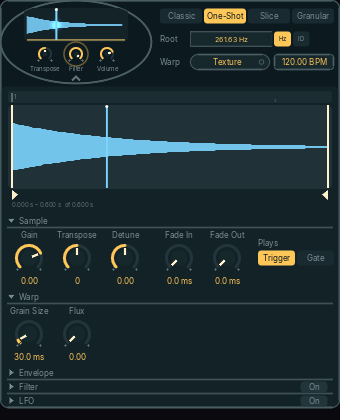 Transpose Filter Volume
Classic One-Shot Slice Granular
Root 261.63 Hz Hz
Warp Texture 120.00 BPM
1
0.000 s – 0.600 s of 0.600 s
Sample
Gain Transpose Detune Fade In Fade Out
0.00 0 0.00 0.0 ms 0.0 ms
Plays
Trigger Gate
Warp
Grain Size Flux
30.0 ms 0.00
Envelope
Filter On
LFO On